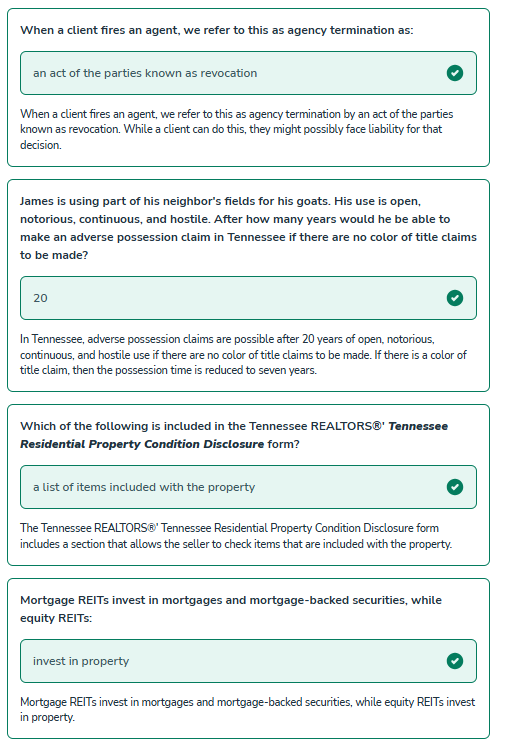 When a client fires an agent, we refer to this as agency termination as:
an act of the parties known as revocation
When a client fires an agent, we refer to this as agency termination by an act of the parties
known as revocation. While a client can do this, they might possibly face liability for that
decision.
James is using part of his neighbor's fields for his goats. His use is open,
notorious, continuous, and hostile. After how many years would he be able to
make an adverse possession claim in Tennessee if there are no color of title claims
to be made?
20
In Tennessee, adverse possession claims are possible after 20 years of open, notorious,
continuous, and hostile use if there are no color of title claims to be made. If there is a color of
title claim, then the possession time is reduced to seven years.
Which of the following is included in the Tennessee REALTORS®' Tennessee
Residential Property Condition Disclosure form?
a list of items included with the property
The Tennessee REALTORS®' Tennessee Residential Property Condition Disclosure form
includes a section that allows the seller to check items that are included with the property.
Mortgage REITs invest in mortgages and mortgage-backed securities, while
equity REITs:
invest in property
Mortgage REITs invest in mortgages and mortgage-backed securities, while equity REITs invest
in property.